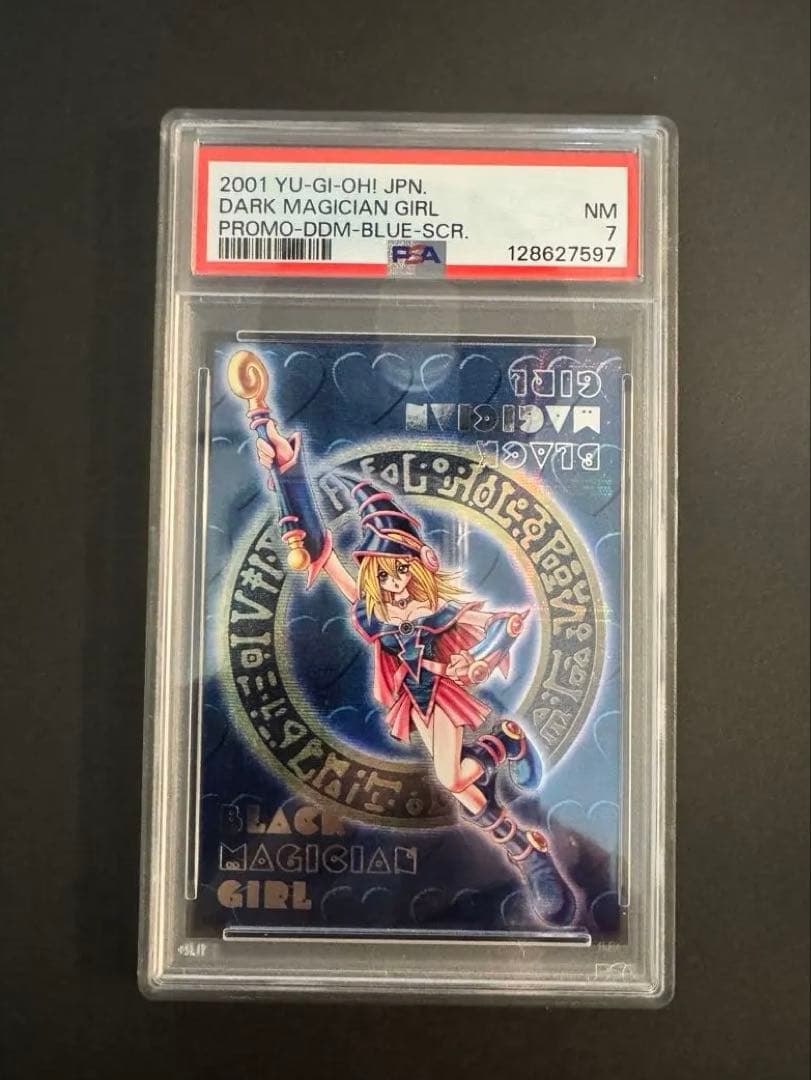 2001 YU-GI-OH! JPN.
DARK MAGICIAN GIRL
NM
PROMO-DDM-BLUE-SCR.
7
PSA
128627597
BLACK
MAGICIAN
GIRL
BLACK
MAGICIAN
GIRL